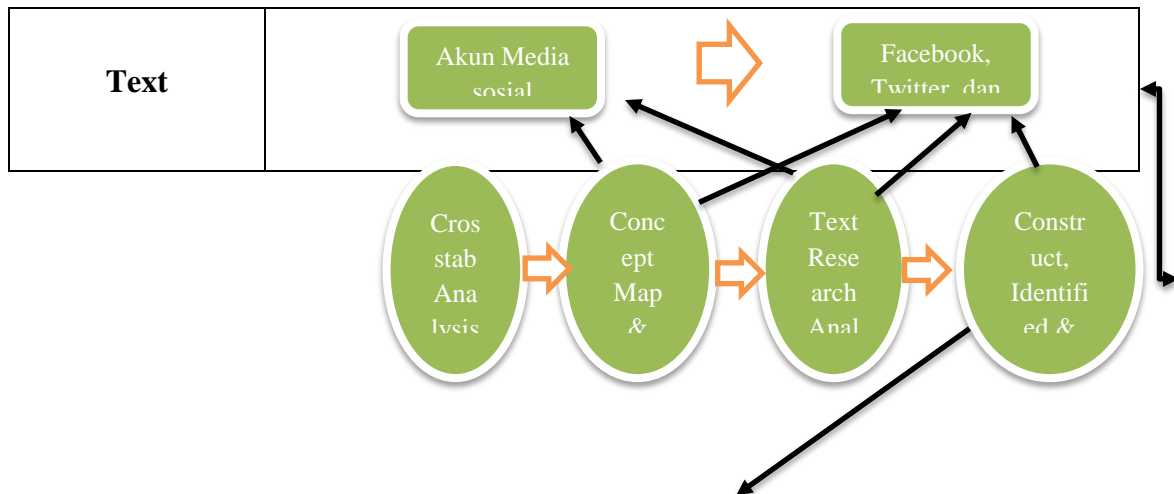 Text
Akun Media
sosial
Facebook,
Twitter, dan
Cros
stab
Ana
lysis
Conc
ept
Map
&
Text
Rese
arch
Anal
Constr
uct,
Identifi
ed &